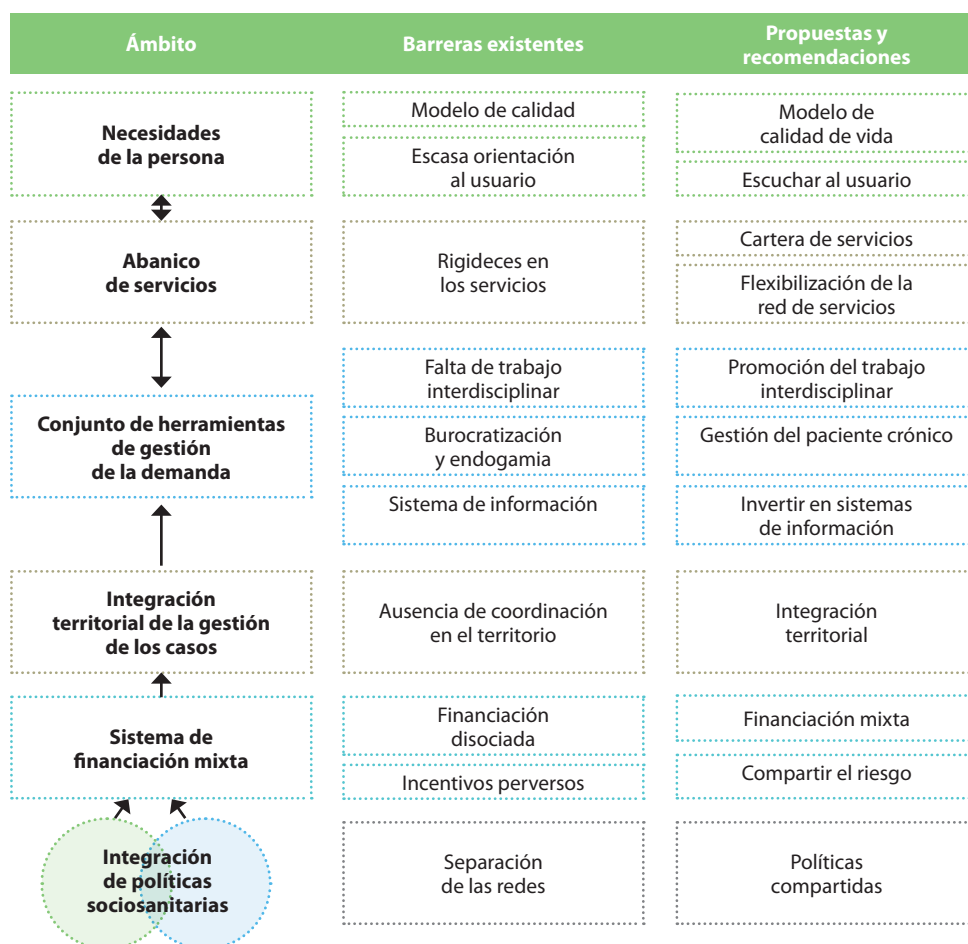 Ámbito
Barreras existentes
Propuestas y
recomendaciones
Necesidades
de la persona
Modelo de calidad
Escasa orientación
al usuario
Modelo de
calidad de vida
Escuchar al usuario
Abanico
de servicios
Rigideces en
los servicios
Cartera de servicios
Flexibilización de la
red de servicios
Conjunto de herramientas
de gestión
de la demanda
Falta de trabajo
interdisciplinar
Burocratización
y endogamia
Sistema de información
Promoción del trabajo
interdisciplinar
Gestión del paciente crónico
Invertir en sistemas
de información
Integración
territorial de la gestión
de los casos
Ausencia de coordinación
en el territorio
Integración
territorial
Sistema de
financiación mixta
Financiación
disociada
Incentivos perversos
Financiación mixta
Compartir el riesgo
Integración
de políticas
sociosanitarias
Separación
de las redes
Políticas
compartidas